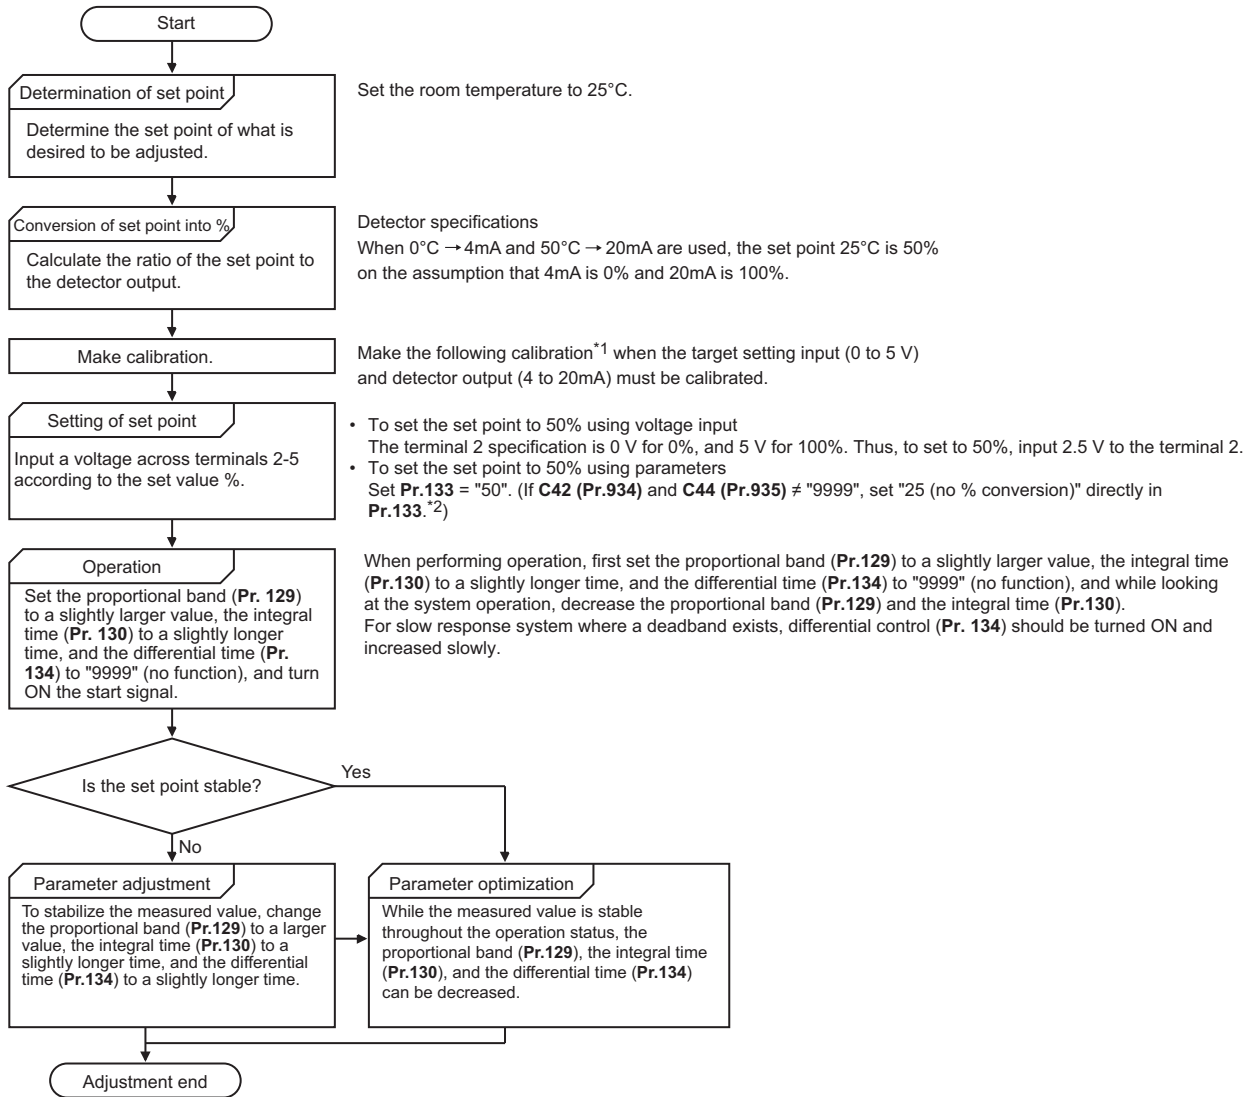 Start
Determination of set point
Determine the set point of what is
desired to be adjusted.
Set the room temperature to 25°C.
Conversion of set point into %
Calculate the ratio of the set point to
the detector output.
Detector specifications
When 0°C → 4mA and 50°C → 20mA are used, the set point 25°C is 50%
on the assumption that 4mA is 0% and 20mA is 100%.
Make calibration.
Make the following calibration*1 when the target setting input (0 to 5 V)
and detector output (4 to 20mA) must be calibrated.
Setting of set point
Input a voltage across terminals 2-5
according to the set value %.
• To set the set point to 50% using voltage input
The terminal 2 specification is 0 V for 0%, and 5 V for 100%. Thus, to set to 50%, input 2.5 V to the terminal 2.
• To set the set point to 50% using parameters
Set Pr.133 = "50". (If C42 (Pr.934) and C44 (Pr.935) ≠ "9999", set "25 (no % conversion)" directly in
Pr.133.*2)
Operation
Set the proportional band (Pr. 129)
to a slightly larger value, the integral
time (Pr. 130) to a slightly longer
time, and the differential time (Pr.
134) to "9999" (no function), and turn
ON the start signal.
When performing operation, first set the proportional band (Pr.129) to a slightly larger value, the integral time
(Pr.130) to a slightly longer time, and the differential time (Pr.134) to "9999" (no function), and while looking
at the system operation, decrease the proportional band (Pr.129) and the integral time (Pr.130).
For slow response system where a deadband exists, differential control (Pr. 134) should be turned ON and
increased slowly.
Is the set point stable?
Yes
No
Parameter adjustment
To stabilize the measured value, change
the proportional band (Pr.129) to a larger
value, the integral time (Pr.130) to a
slightly longer time, and the differential
time (Pr.134) to a slightly longer time.
Parameter optimization
While the measured value is stable
throughout the operation status, the
proportional band (Pr.129), the integral time
(Pr.130), and the differential time (Pr.134)
can be decreased.
Adjustment end